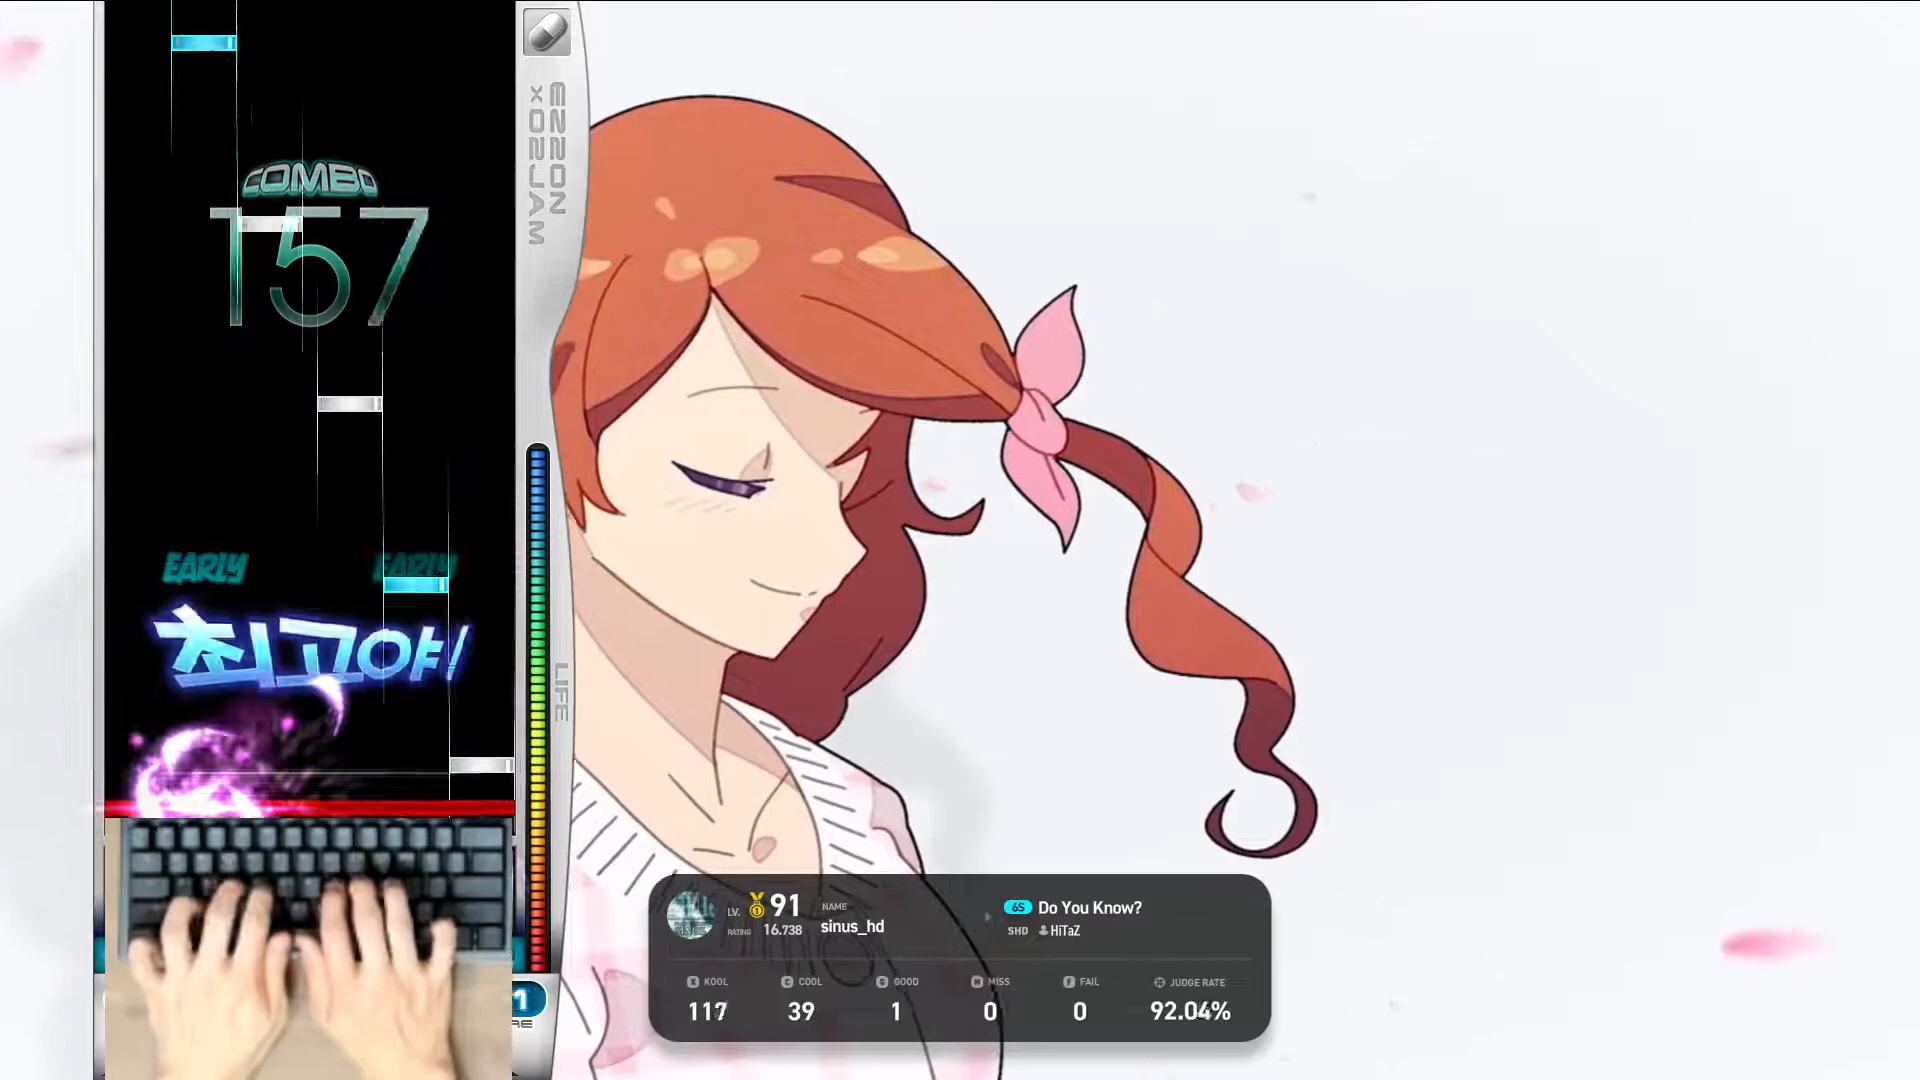 COMBO
157
EZ2ON
x O2JAM
EARLY
EARLY
최고야!
LIFE
LV. 91
RATING 16.738
NAME
sinus_hd
6S Do You Know?
SHD HiTaZ
K KOOL
C COOL
G GOOD
M MISS
F FAIL
JUDGE RATE
117
39
1
0
0
92.04%